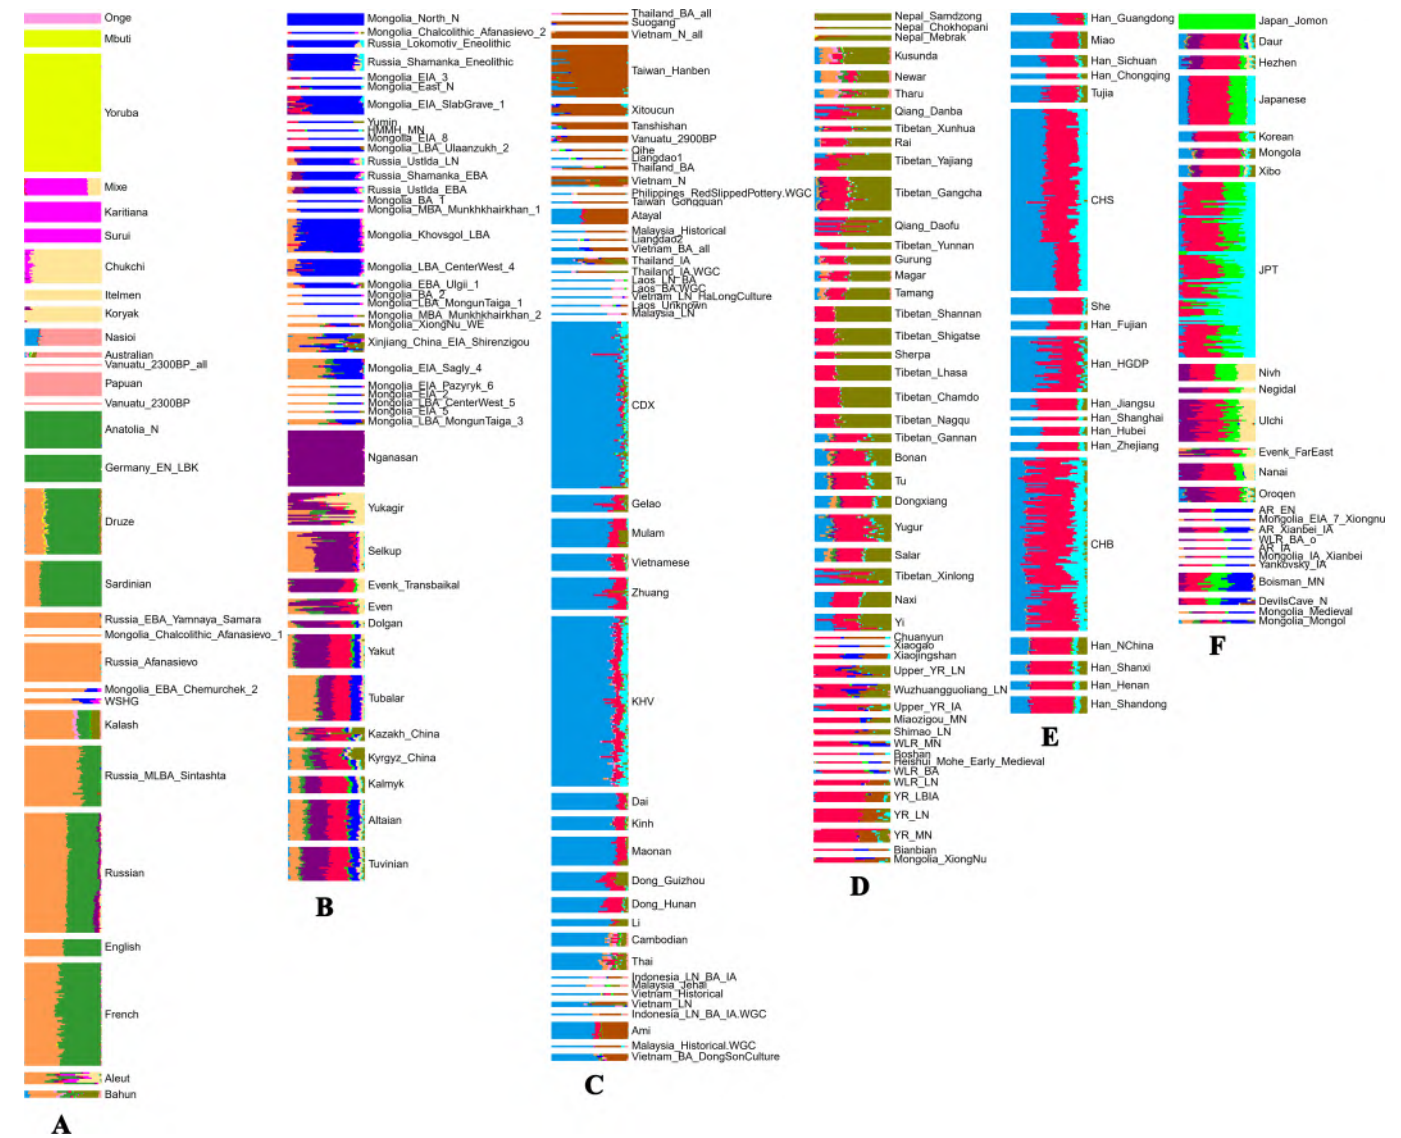 Onge
Mbuti
Yoruba
Mixe
Karitiana
Surui
Chukchi
Itelmen
Koryak
Nasioi
Australian
Vanuatu_2300BP_all
Papuan
Vanuatu_2300BP
Anatolia_N
Germany_EN_LBK
Druze
Sardinian
Russia_EBA_Yamnaya_Samara
Mongolia_Chalcolithic_Afanasievo_1
Russia_Afanasievo
Mongolia_EBA_Chemurchek_2
WSHG
Kalash
Russia_MLBA_Sintashta
Russian
English
French
Aleut
Bahun
A
Mongolia_North_N
Mongolia_Chalcolithic_Afanasievo_2
Russia_Lokomotiv_Eneolithic
Russia_Shamanka_Eneolithic
Mongolia_EIA_3
Mongolia_East_N
Mongolia_EIA_SlabGrave_1
Yumin
HMMH_MN
Mongolia_EIA_8
Mongolia_LBA_Ulaanzukh_2
Russia_UstIda_LN
Russia_Shamanka_EBA
Russia_UstIda_EBA
Mongolia_BA_1
Mongolia_MBA_Munkhkhairkhan_1
Mongolia_Khovsgol_LBA
Mongolia_LBA_CenterWest_4
Mongolia_EBA_Ulgii_1
Mongolia_BA_2
Mongolia_LBA_MongunTaiga_1
Mongolia_MBA_Munkhkhairkhan_2
Mongolia_XiongNu_WE
Xinjiang_China_EIA_Shirenzigou
Mongolia_EIA_Sagly_4
Mongolia_EIA_Pazyryk_6
Mongolia_EIA_2
Mongolia_LBA_CenterWest_5
Mongolia_EIA_5
Mongolia_LBA_MongunTaiga_3
Nganasan
Yukagir
Selkup
Evenk_Transbaikal
Even
Dolgan
Yakut
Tubalar
Kazakh_China
Kyrgyz_China
Kalmyk
Altaian
Tuvinian
B
Thailand_BA_all
Suogang
Vietnam_N_all
Taiwan_Hanben
Xitoucun
Tanshishan
Vanuatu_2900BP
Qihe
Liangdao1
Thailand_BA
Vietnam_N
Philippines_RedSlippedPottery.WGC
Taiwan_Gongguan
Atayal
Malaysia_Historical
Liangdao2
Vietnam_BA_all
Thailand_IA
Thailand_IA.WGC
Laos_LN_BA
Laos_BA.WGC
Vietnam_LN_HaLongCulture
Laos_Unknown
Malaysia_LN
CDX
Gelao
Mulam
Vietnamese
Zhuang
KHV
Dai
Kinh
Maonan
Dong_Guizhou
Dong_Hunan
Li
Cambodian
Thai
Indonesia_LN_BA_IA
Malaysia_Jehai
Vietnam_Historical
Vietnam_LN
Indonesia_LN_BA_IA.WGC
Ami
Malaysia_Historical.WGC
Vietnam_BA_DongSonCulture
C
Nepal_Samdzong
Nepal_Chokhopani
Nepal_Mebrak
Kusunda
Newar
Tharu
Qiang_Danba
Tibetan_Xunhua
Rai
Tibetan_Yajiang
Tibetan_Gangcha
Qiang_Daofu
Tibetan_Yunnan
Gurung
Magar
Tamang
Tibetan_Shannan
Tibetan_Shigatse
Sherpa
Tibetan_Lhasa
Tibetan_Chamdo
Tibetan_Nagqu
Tibetan_Gannan
Bonan
Tu
Dongxiang
Yugur
Salar
Tibetan_Xinlong
Naxi
Yi
Chuanyun
Xiaogao
Xiaojingshan
Upper_YR_LN
Wuzhuangguoliang_LN
Upper_YR_IA
Miaozigou_MN
Shimao_LN
WLR_MN
Boshan
Heishui_Mohe_Early_Medieval
WLR_BA
WLR_LN
YR_LBIA
YR_LN
YR_MN
Bianbian
Mongolia_XiongNu
D
Han_Guangdong
Miao
Han_Sichuan
Han_Chongqing
Tujia
CHS
She
Han_Fujian
Han_HGDP
Han_Jiangsu
Han_Shanghai
Han_Hubei
Han_Zhejiang
CHB
Han_NChina
Han_Shanxi
Han_Henan
Han_Shandong
E
Japan_Jomon
Daur
Hezhen
Japanese
Korean
Mongola
Xibo
JPT
Nivh
Negidal
Ulchi
Evenk_FarEast
Nanai
Oroqen
AR_EN
Mongolia_EIA_7_Xiongnu
AR_Xianbei_IA
WLR_BA_o
AR_IA
Mongolia_IA_Xianbei
Yankovsky_IA
Boisman_MN
DevilsCave_N
Mongolia_Medieval
Mongolia_Mongol
F